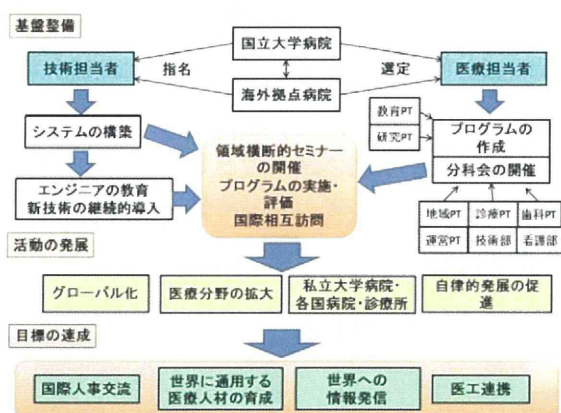 基盤整備
国立大学病院
技術担当者
指名
選定
医療担当者
海外拠点病院
教育PT
研究PT
システムの構築
プログラムの
作成
領域横断的セミナー
の開催
プログラムの実施・
評価
国際相互訪問
分科会の開催
エンジニアの教育
新技術の継続的導入
地域PT
診療PT
歯科PT
運営PT
技術部
看護部
活動の発展
グローバル化
医療分野の拡大
私立大学病院・
各国病院・診療所
自律的発展の促
進
目標の達成
国際人事交流
世界に通用する
医療人材の育成
世界への
情報発信
医工連携